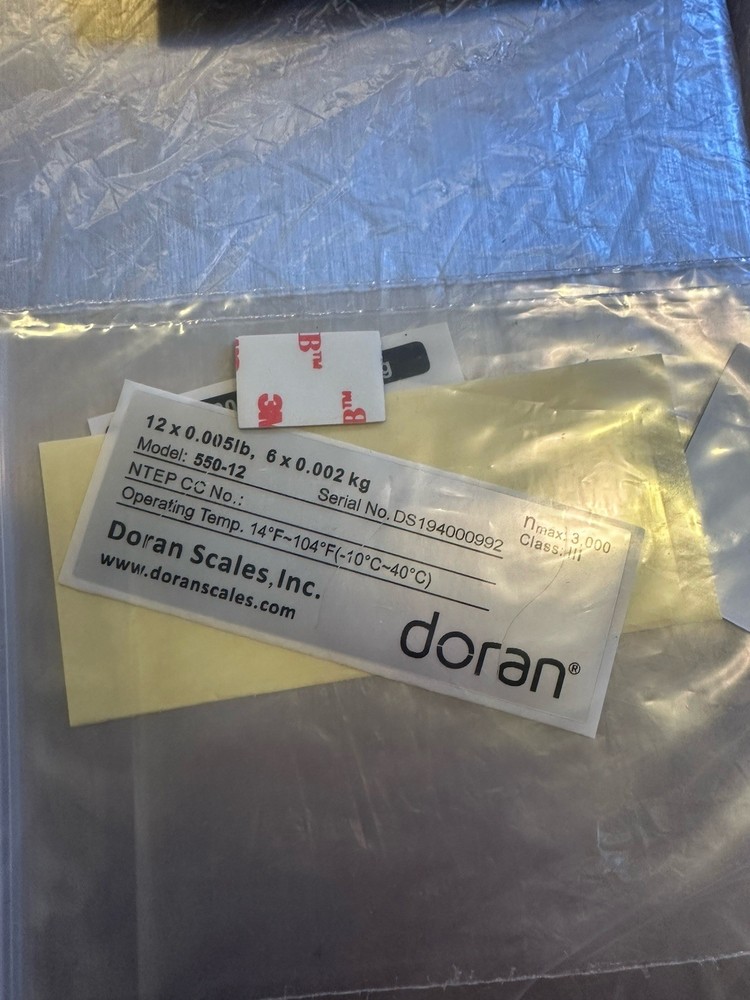 3M
12 x 0.005lb, 6 x 0.002 kg
Model: 550-12
Serial No. DS194000992
nmax: 3,000
NTEP CC No.:
Class: III
Operating Temp. 14°F~104°F(-10°C~40°C)
Doran Scales, Inc.
www.doranscales.com
doran®